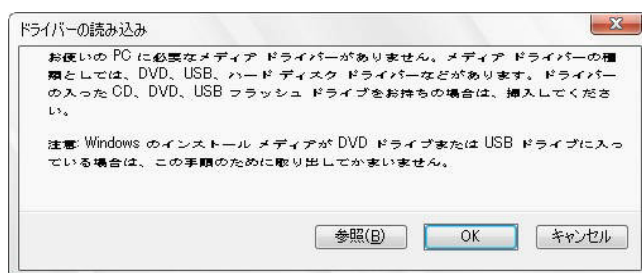 ドライバーの読み込み
お使いの PC に必要なメディア ドライバーがありません。メディア ドライバーの種
類としては、DVD、USB、ハード ディスク ドライバーなどがあります。ドライバー
の入った CD、DVD、USB フラッシュ ドライブをお持ちの場合は、挿入してくださ
い。
注意: Windows のインストール メディアが DVD ドライブまたは USB ドライブに入っ
ている場合は、この手順のために取り出してかまいません。
参照(B) OK キャンセル